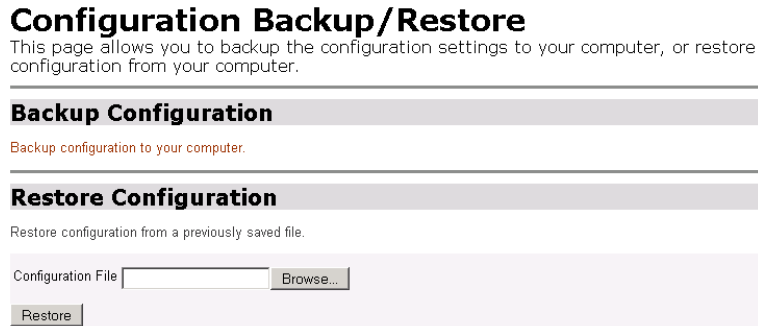 Configuration Backup/Restore
This page allows you to backup the configuration settings to your computer, or restore
configuration from your computer.
Backup Configuration
Backup configuration to your computer.
Restore Configuration
Restore configuration from a previously saved file.
Configuration File Browse...
Restore